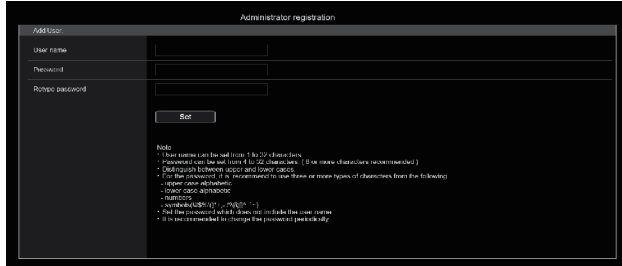 Administrator registration
Add User.
User name
Password
Retype password
Set
Note
* User name can be set from 1 to 32 characters.
* Password can be set from 4 to 32 characters. ( 8 or more characters recommended )
* Distinguish between upper and lower cases.
* For the password, it is recommend to use three or more types of characters from the following
- upper case alphabetic
- lower case alphabetic
- numbers
- symbols
* Set the password which does not include the user name
* It is recommended to change the password periodically